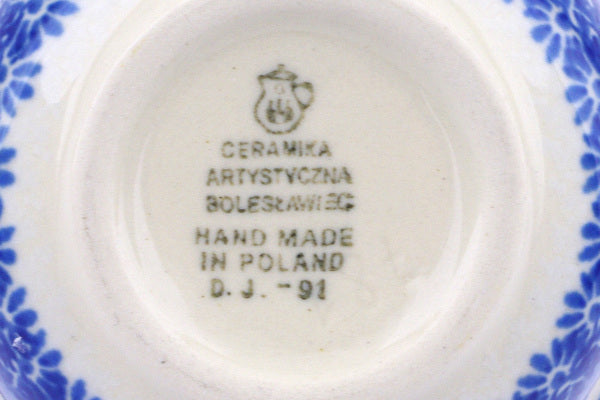 CERAMIKA
ARTYSTYCZNA
BOLESŁAWIEC
HAND MADE
IN POLAND
D.J. - 91